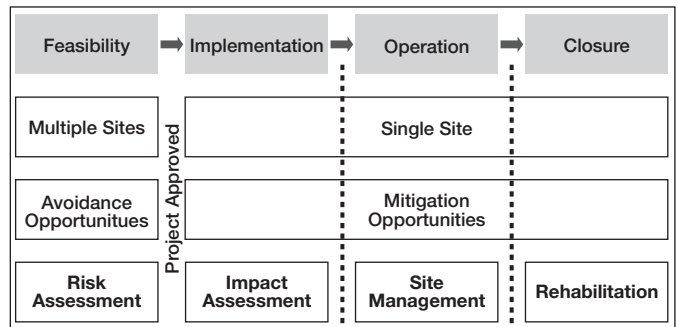 Feasibility
Implementation
Operation
Closure
Multiple Sites
Project Approved
Single Site
Avoidance
Opportunitues
Mitigation
Opportunities
Risk
Assessment
Impact
Assessment
Site
Management
Rehabilitation